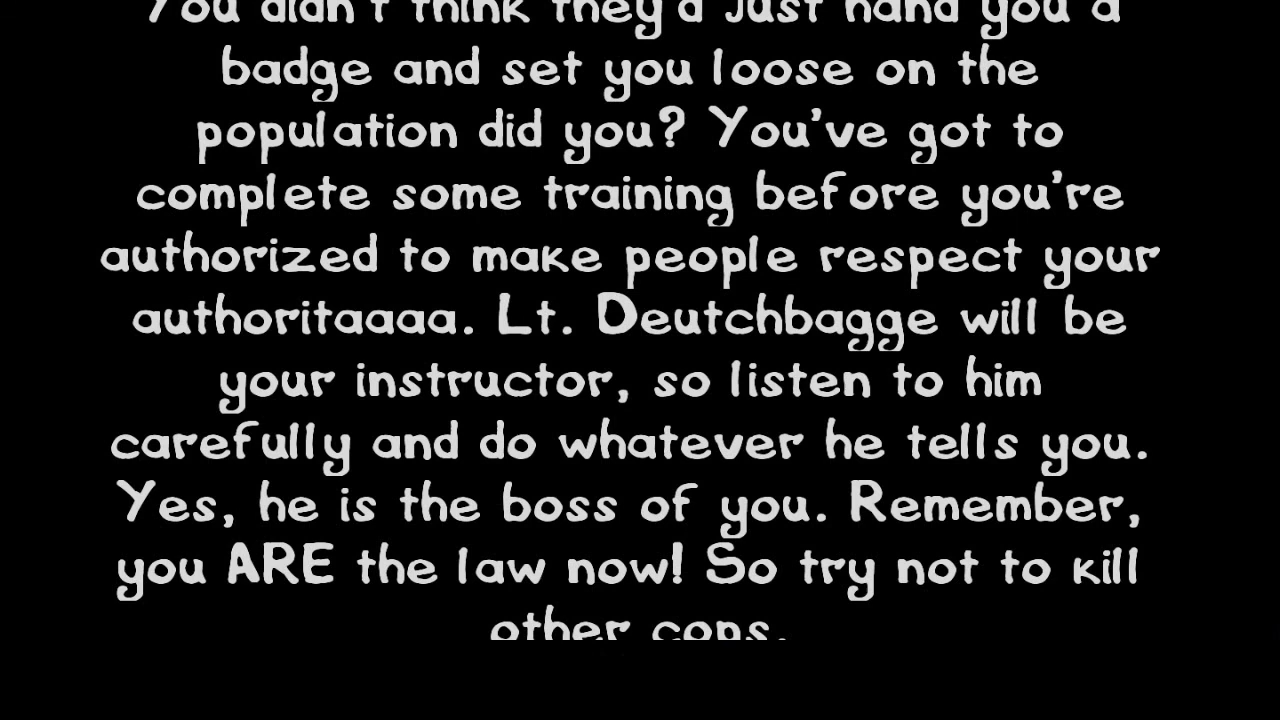 You didn't think they'd just hand you a
badge and set you loose on the
population did you? You've got to
complete some training before you're
authorized to make people respect your
authoritaaaa. Lt. Deutchbagge will be
your instructor, so listen to him
carefully and do whatever he tells you.
Yes, he is the boss of you. Remember,
you ARE the law now! So try not to kill
other cops.